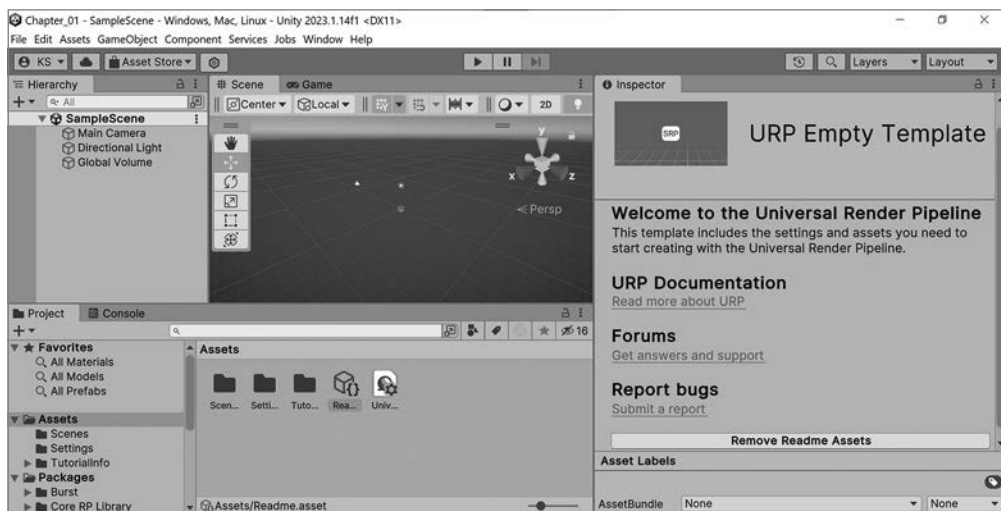 Chapter_01 - SampleScene - Windows, Mac, Linux - Unity 2023.1.14f1 <DX11>
File Edit Assets GameObject Component Services Jobs Window Help
KS Asset Store Layers Layout
Hierarchy
All
SampleScene
Main Camera
Directional Light
Global Volume
Scene Game
Center Local 2D
y
x z
Persp
Inspector
SRP
URP Empty Template
Welcome to the Universal Render Pipeline
This template includes the settings and assets you need to
start creating with the Universal Render Pipeline.
URP Documentation
Read more about URP
Forums
Get answers and support
Report bugs
Submit a report
Remove Readme Assets
Asset Labels
AssetBundle None None
Project Console
16
Favorites
All Materials
All Models
All Prefabs
Assets
Scenes
Settings
TutorialInfo
Packages
Burst
Core RP Library
Assets
Scen... Setti... Tuto... Rea... Univ...
Assets/Readme.asset